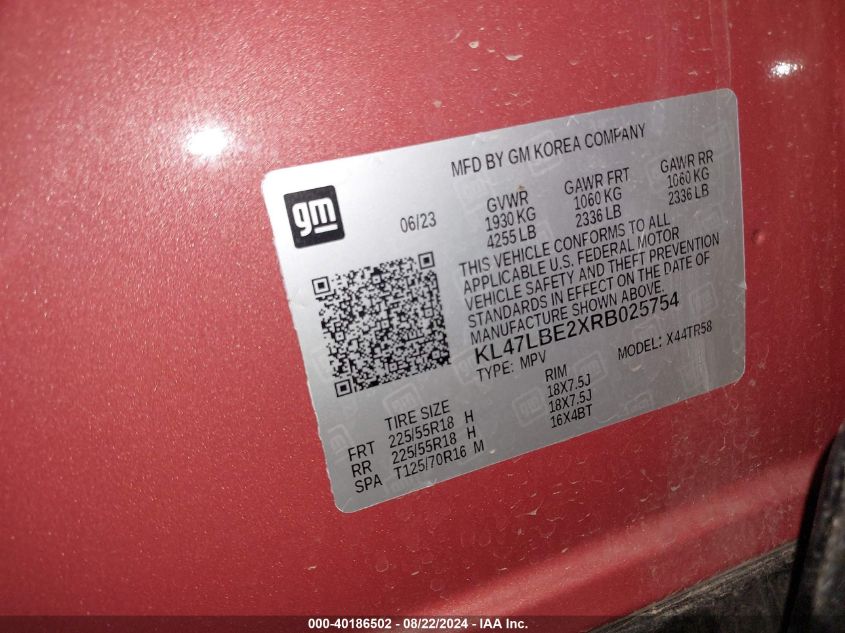 MFD BY GM KOREA COMPANY
gm
06/23
GVWR GAWR FRT GAWR RR
1930 KG 1060 KG 1060 KG
4255 LB 2336 LB 2336 LB
THIS VEHICLE CONFORMS TO ALL
APPLICABLE U.S. FEDERAL MOTOR
VEHICLE SAFETY AND THEFT PREVENTION
STANDARDS IN EFFECT ON THE DATE OF
MANUFACTURE SHOWN ABOVE.
KL47LBE2XRB025754
TYPE: MPV MODEL: X44TR58
TIRE SIZE RIM
FRT 225/55R18 H 18X7.5J
RR 225/55R18 H 18X7.5J
SPA T125/70R16 M 16X4BT
000-40186502 - 08/22/2024 - IAA Inc.